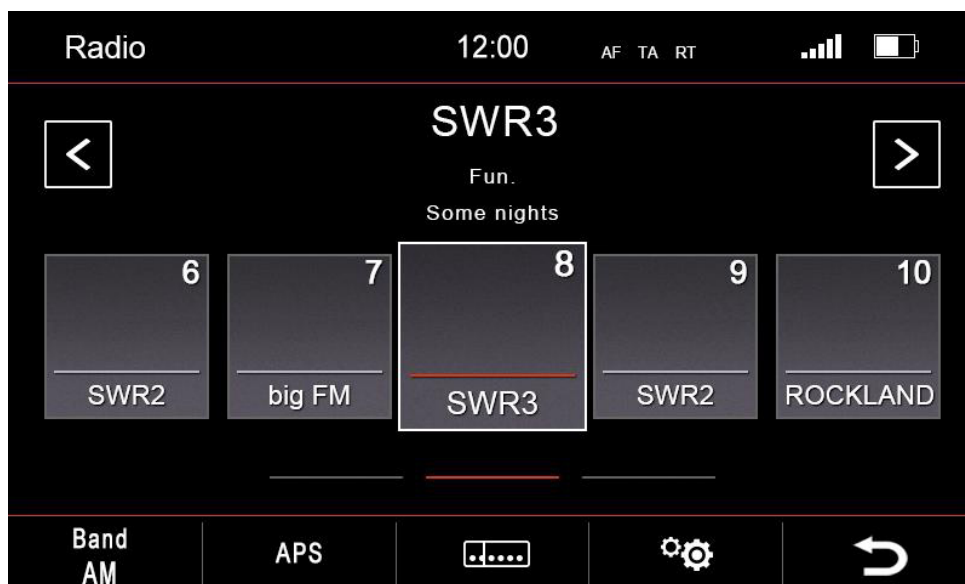 Radio 12:00 AF TA RT
SWR3
Fun.
Some nights
6 7 8 9 10
SWR2 big FM SWR3 SWR2 ROCKLAND
Band
AM
APS